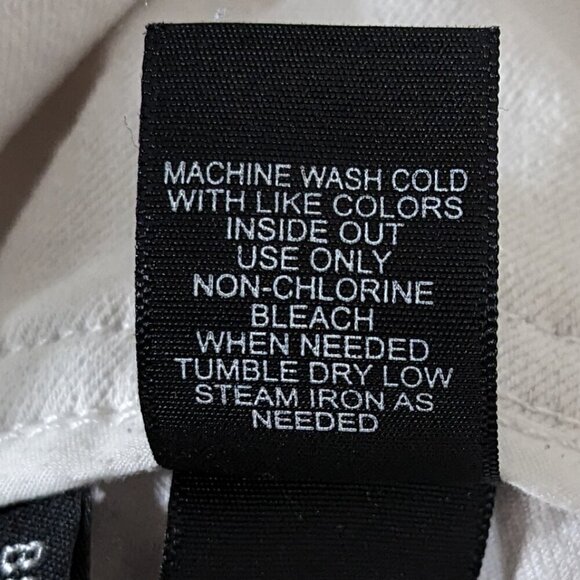 MACHINE WASH COLD
WITH LIKE COLORS
INSIDE OUT
USE ONLY
NON-CHLORINE
BLEACH
WHEN NEEDED
TUMBLE DRY LOW
STEAM IRON AS
NEEDED